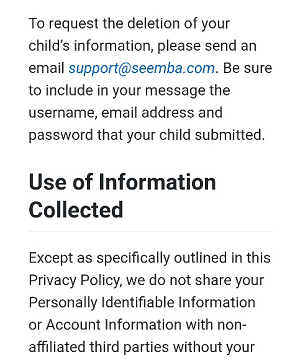 To request the deletion of your
child’s information, please send an
email support@seemba.com. Be sure
to include in your message the
username, email address and
password that your child submitted.
Use of Information
Collected
Except as specifically outlined in this
Privacy Policy, we do not share your
Personally Identifiable Information
or Account Information with non-
affiliated third parties without your